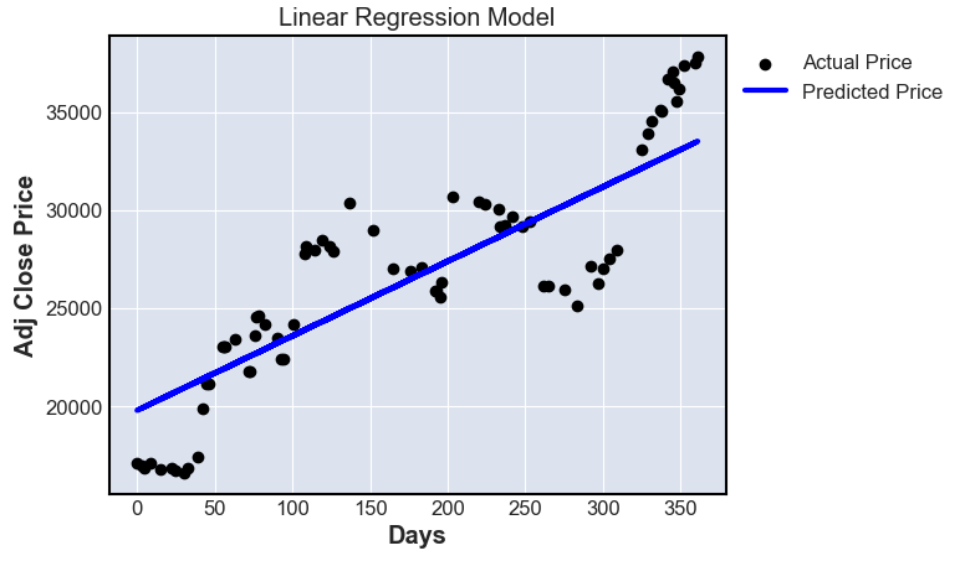 Linear Regression Model
Actual Price
Predicted Price
Adj Close Price
35000
30000
25000
20000
0 50 100 150 200 250 300 350
Days